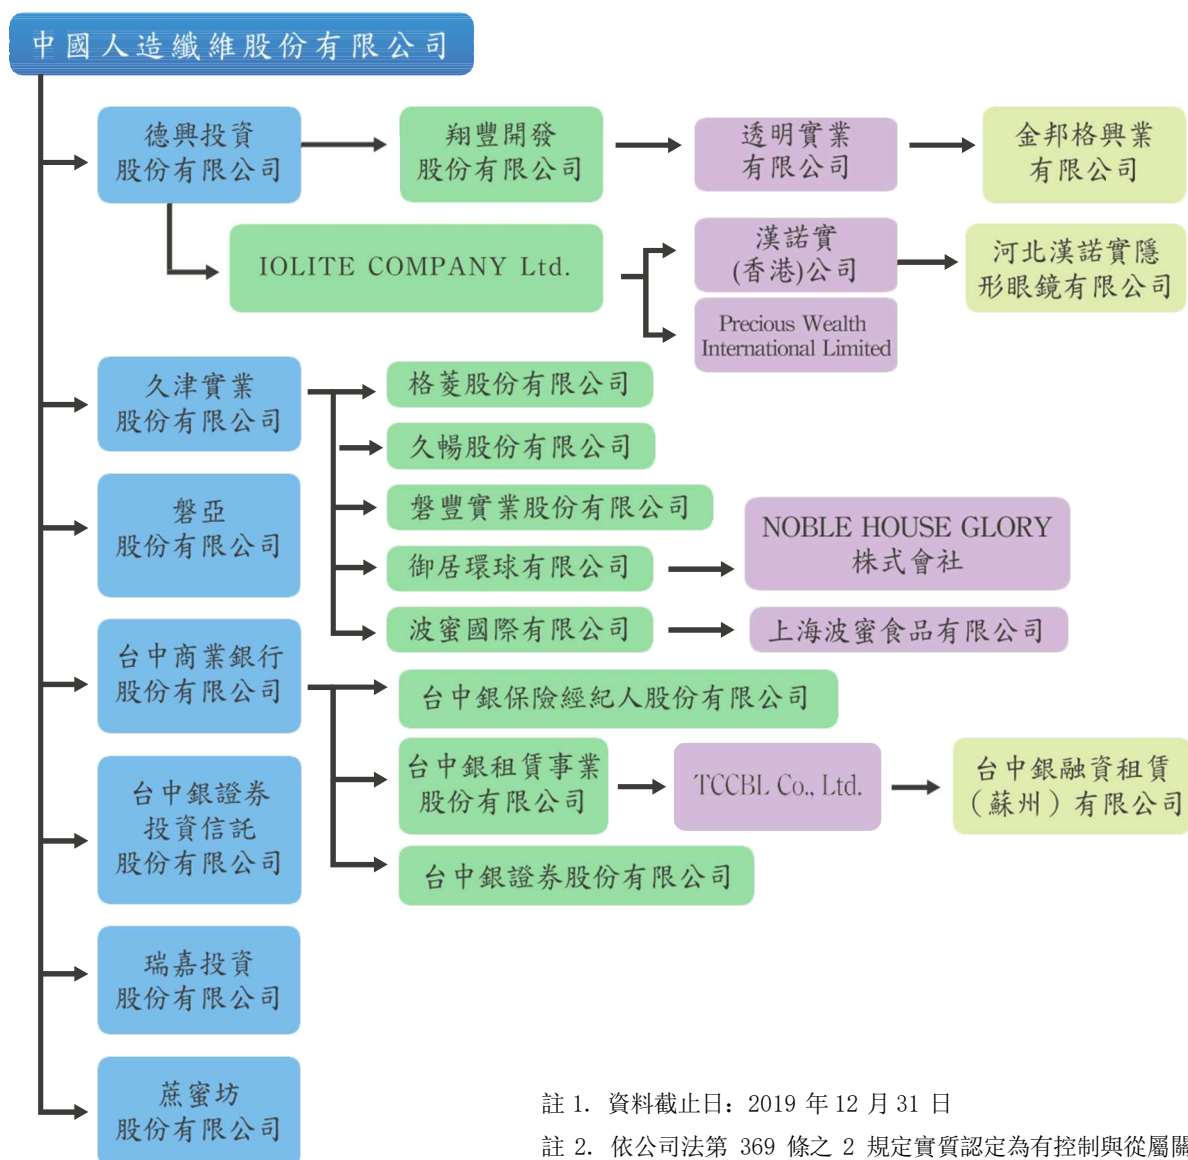 中國人造纖維股份有限公司
德興投資
股份有限公司
翔豐開發
股份有限公司
透明實業
有限公司
金邦格興業
有限公司
IOLITE COMPANY Ltd.
漢諾實
(香港)公司
河北漢諾實隱
形眼鏡有限公司
Precious Wealth
International Limited
久津實業
股份有限公司
格菱股份有限公司
久暢股份有限公司
磐豐實業股份有限公司
御居環球有限公司
NOBLE HOUSE GLORY
株式會社
波蜜國際有限公司
上海波蜜食品有限公司
磐亞
股份有限公司
台中商業銀行
股份有限公司
台中銀保險經紀人股份有限公司
台中銀租賃事業
股份有限公司
TCCBL Co., Ltd.
台中銀融資租賃
（蘇州）有限公司
台中銀證券股份有限公司
台中銀證券
投資信託
股份有限公司
瑞嘉投資
股份有限公司
蔗蜜坊
股份有限公司
註 1. 資料截止日：2019 年 12 月 31 日
註 2. 依公司法第 369 條之 2 規定實質認定為有控制與從屬關